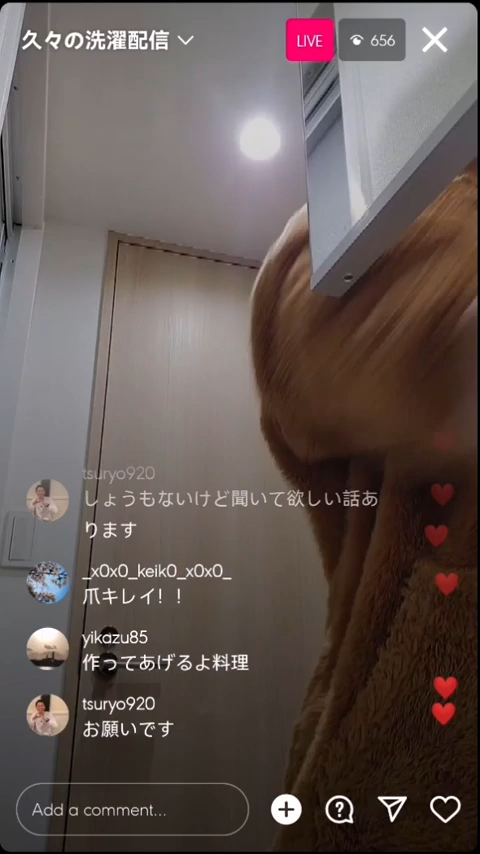 久々の洗濯配信
LIVE
656
tsuryo920
しょうもないけど聞いて欲しい話あ
ります
_x0x0_keik0_x0x0_
爪キレイ！！
yikazu85
作ってあげるよ料理
tsuryo920
お願いです
Add a comment...